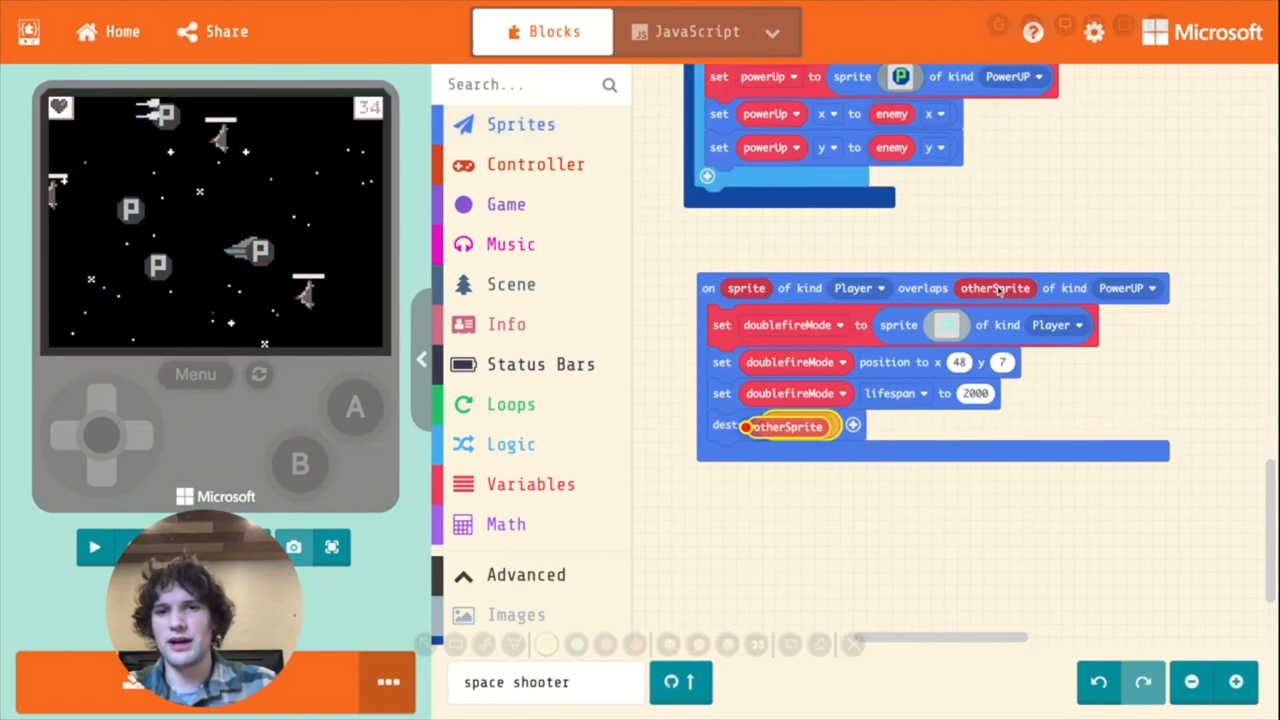 Home
Share
Blocks
JavaScript
?
Microsoft
34
P
P
P
P
Menu
A
B
Microsoft
Search...
Sprites
Controller
Game
Music
Scene
Info
Status Bars
Loops
Logic
Variables
Math
Advanced
Images
set powerUp to sprite P of kind PowerUP
set powerUp x to enemy x
set powerUp y to enemy y
on sprite of kind Player overlaps otherSprite of kind PowerUP
set doublefireMode to sprite of kind Player
set doublefireMode position to x 48 y 7
set doublefireMode lifespan to 2000
dest otherSprite
space shooter